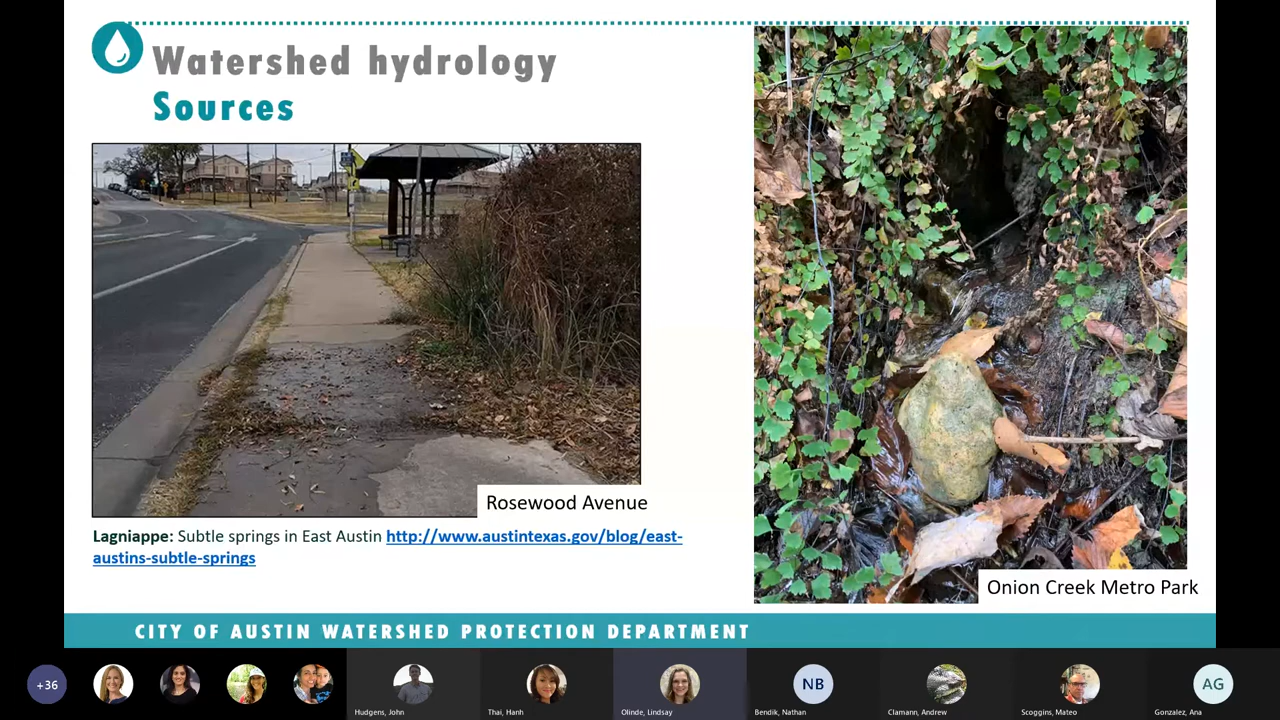 Watershed hydrology
Sources
Rosewood Avenue
Lagniappe: Subtle springs in East Austin http://www.austintexas.gov/blog/east-
austins-subtle-springs
Onion Creek Metro Park
CITY OF AUSTIN WATERSHED PROTECTION DEPARTMENT
+36
Hudgens, John
Thai, Hanh
Olinde, Lindsay
NB
Bendik, Nathan
Clamann, Andrew
Scoggins, Mateo
AG
Gonzalez, Ana